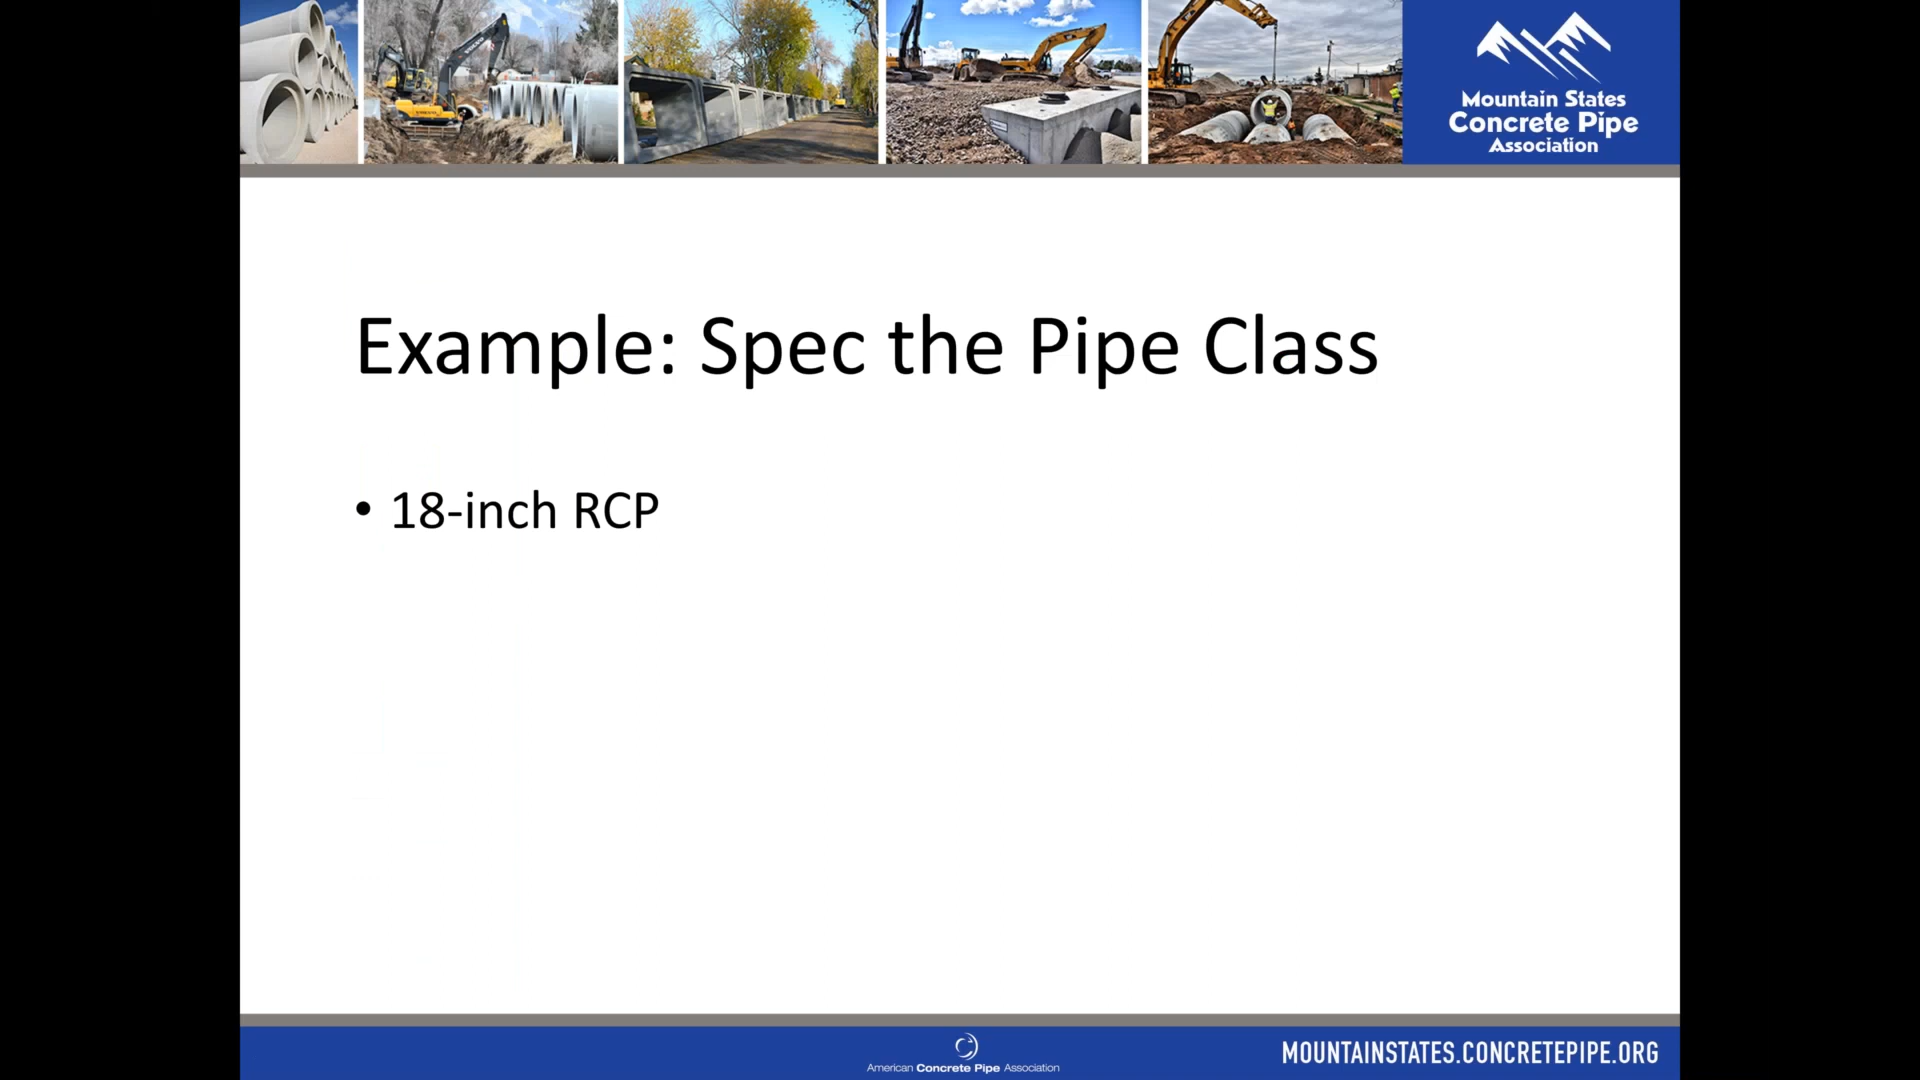 Mountain States
Concrete Pipe
Association
Example: Spec the Pipe Class
• 18-inch RCP
American Concrete Pipe Association
MOUNTAINSTATES.CONCRETEPIPE.ORG